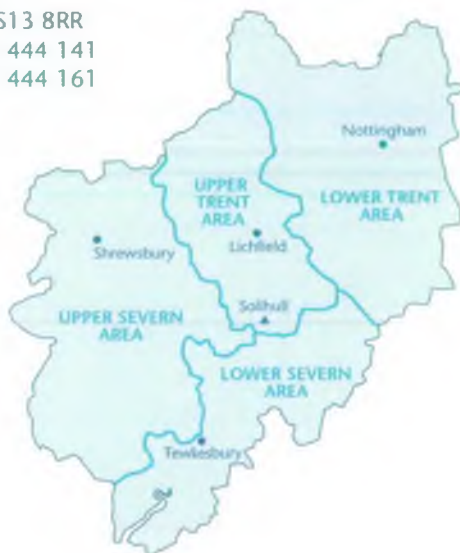 S13 8RR
444 141
444 161
Nottingham
UPPER
TRENT
AREA
LOWER TRENT
AREA
Shrewsbury
Lichfield
Solihull
UPPER SEVERN
AREA
LOWER SEVERN
AREA
Tewkesbury